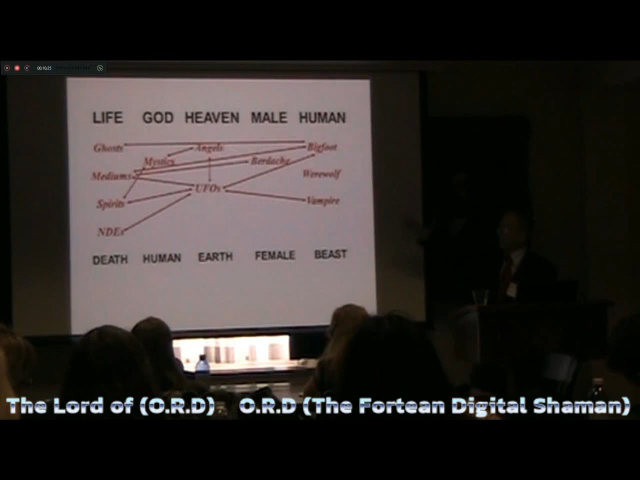 LIFE GOD HEAVEN MALE HUMAN
Ghosts Angels Bigfoot
Mystics Berdache
Mediums Werewolf
UFOs
Spirits Vampire
NDEs
DEATH HUMAN EARTH FEMALE BEAST
The Lord of (O.R.D) O.R.D (The Fortean Digital Shaman)